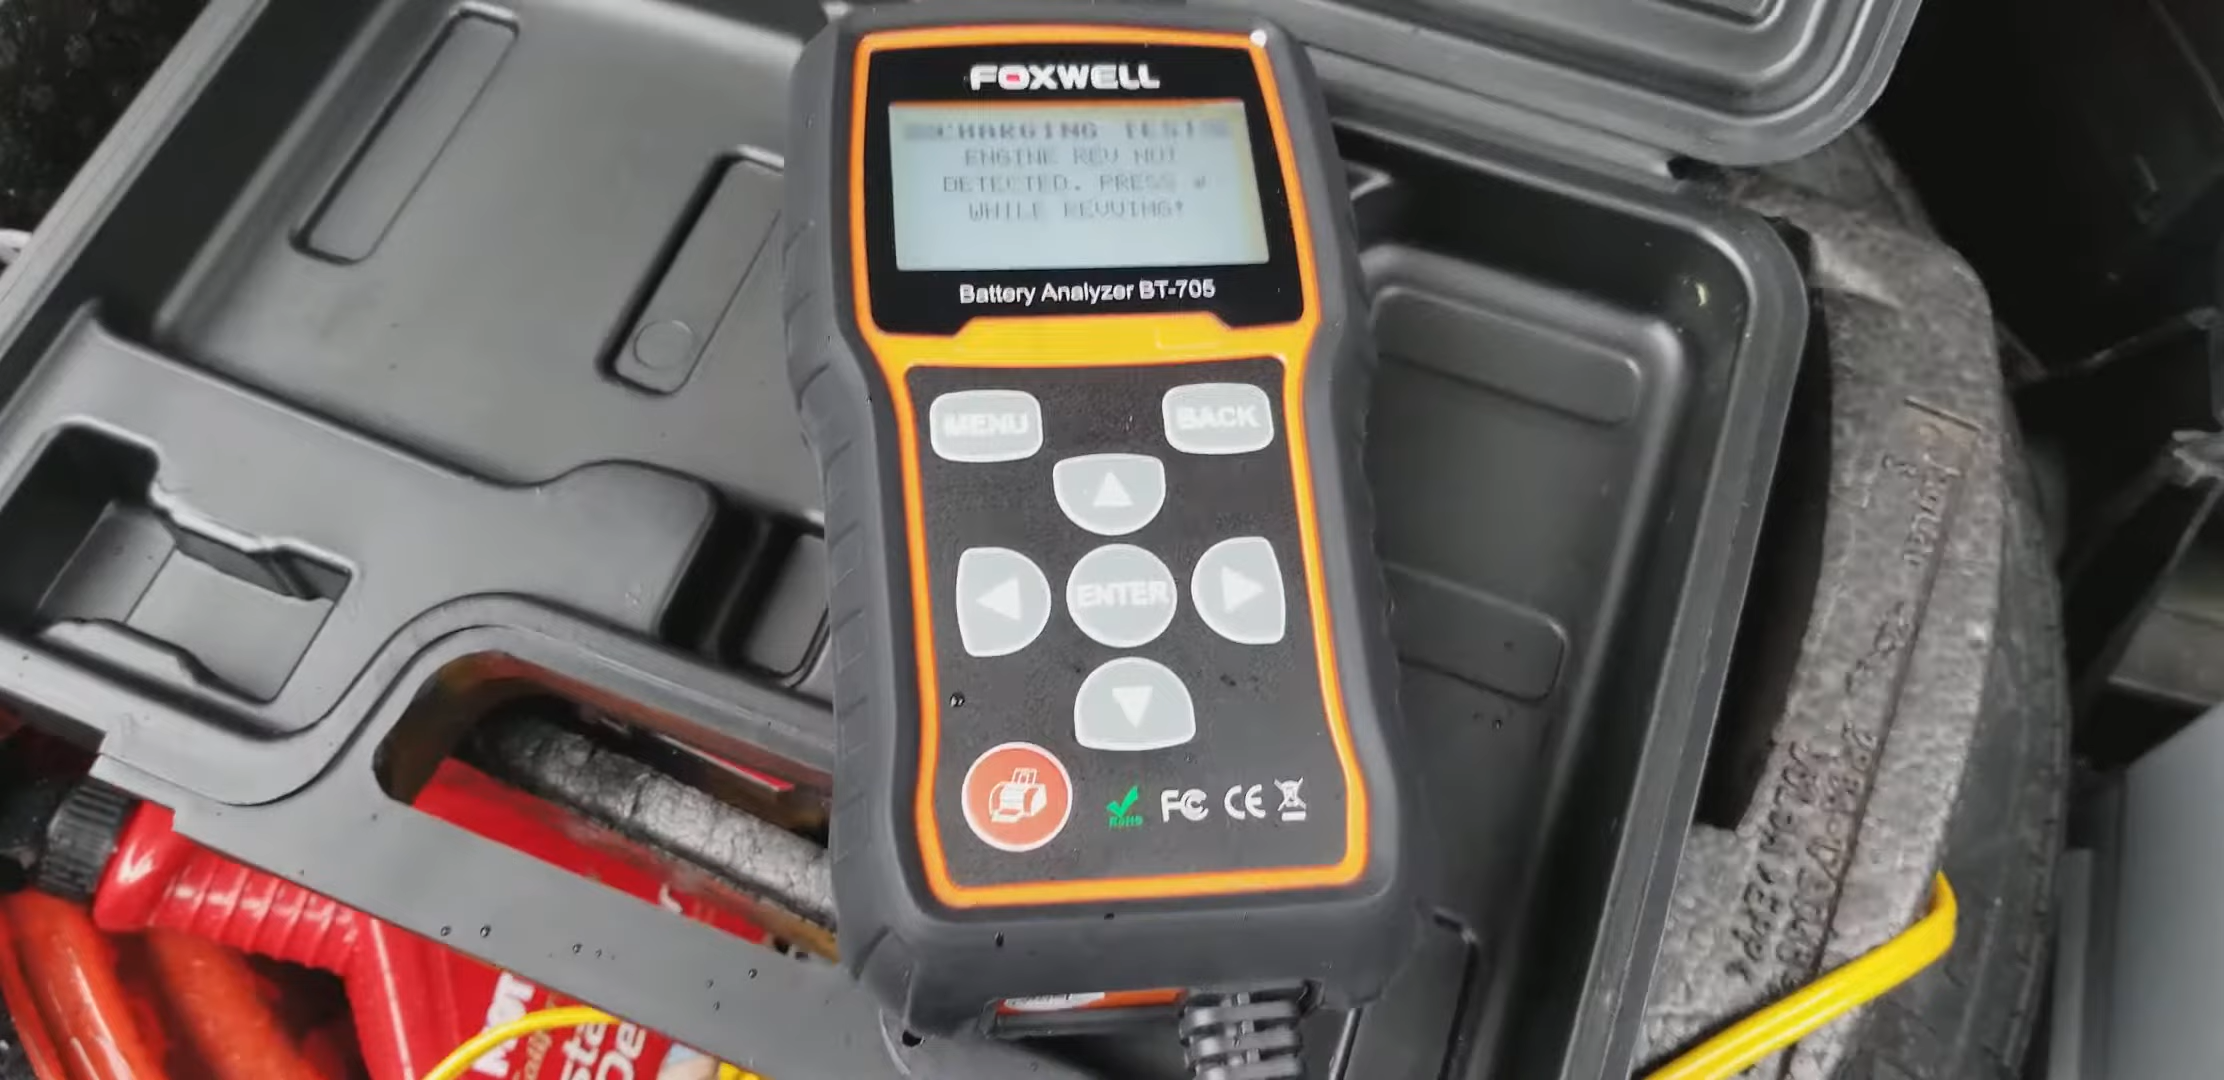 FOXWELL
CHARGING TEST
ENGINE REV NOT
DETECTED. PRESS ↵
WHILE REVVING!
Battery Analyzer BT-705
MENU
BACK
ENTER
RoHS
FC CE